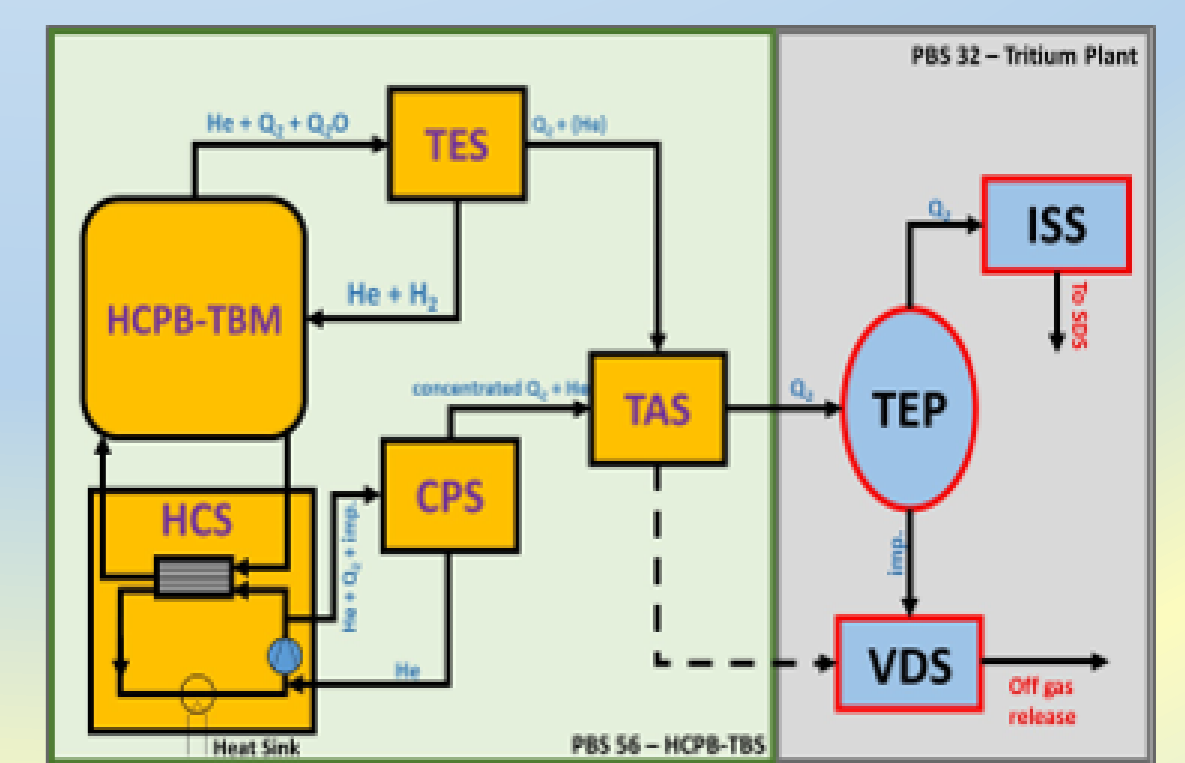 PBS 32 – Tritium Plant
He + Q₂ + Q₂O
TES
Q₂ + (He)
ISS
Q₂
To SDS
HCPB-TBM
He + H₂
concentrated Q₂ + He
TAS
Q₂
TEP
CPS
HCS
He + Q₂ + imp.
imp.
He
VDS
Off gas
release
Heat Sink
PBS 56 – HCPB-TBS